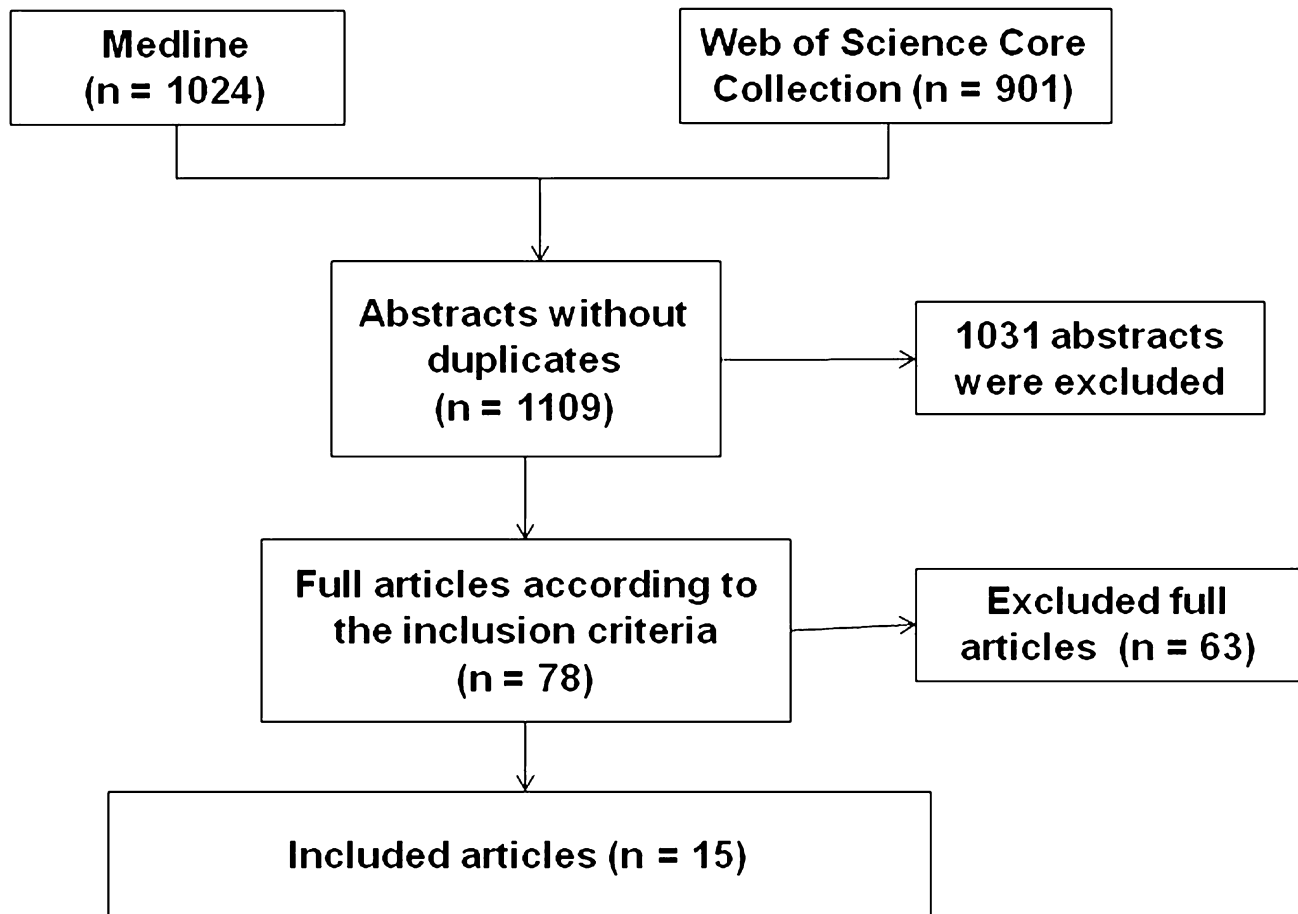 Medline
(n = 1024)
Web of Science Core
Collection (n = 901)
Abstracts without
duplicates
(n = 1109)
1031 abstracts
were excluded
Full articles according to
the inclusion criteria
(n = 78)
Excluded full
articles (n = 63)
Included articles (n = 15)